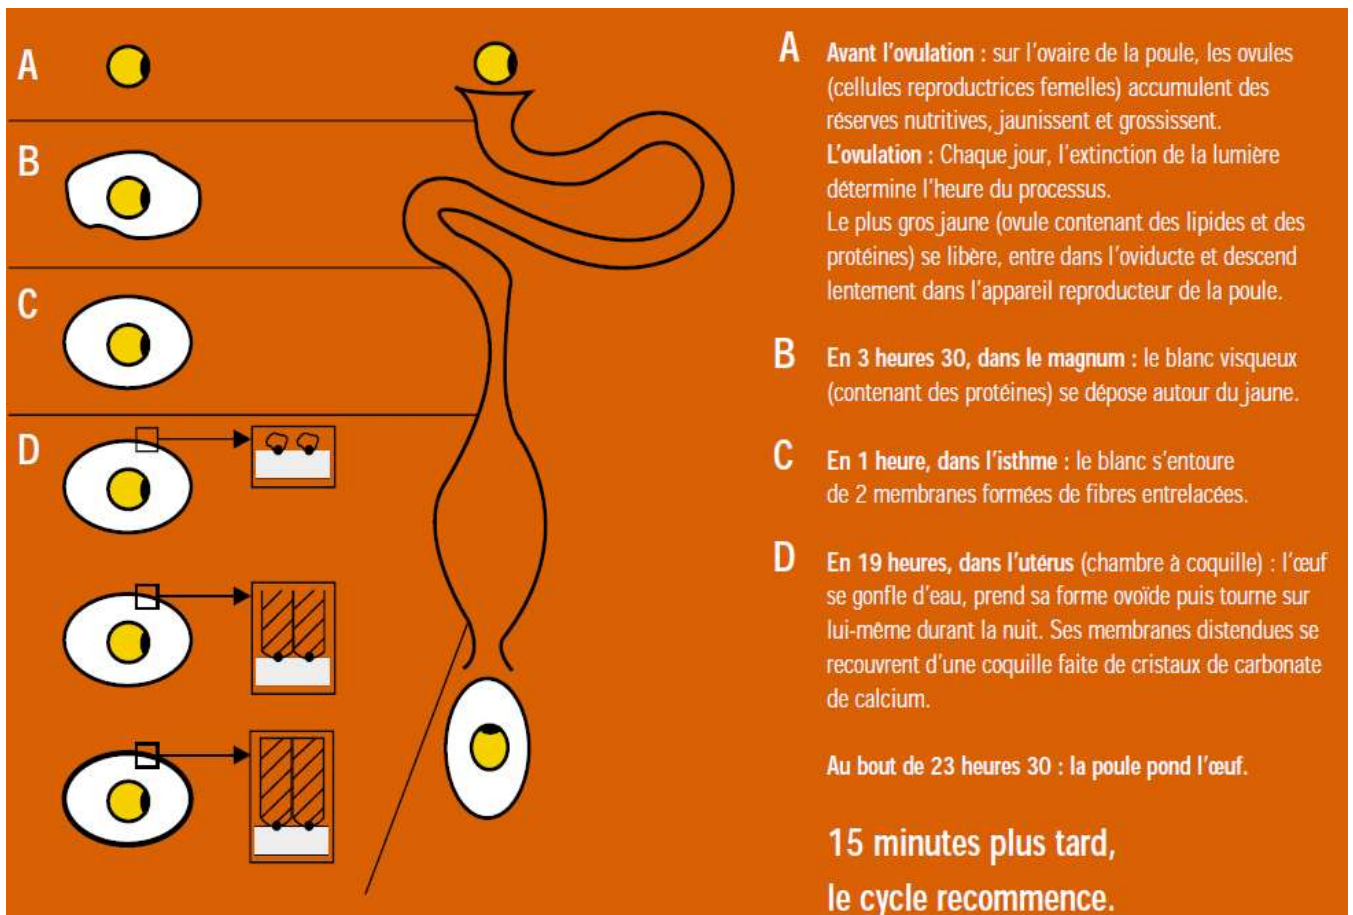 A
B
C
D
A Avant l'ovulation : sur l'ovaire de la poule, les ovules
(cellules reproductrices femelles) accumulent des
réserves nutritives, jaunissent et grossissent.
L'ovulation : Chaque jour, l'extinction de la lumière
détermine l'heure du processus.
Le plus gros jaune (ovule contenant des lipides et des
protéines) se libère, entre dans l'oviducte et descend
lentement dans l'appareil reproducteur de la poule.
B En 3 heures 30, dans le magnum : le blanc visqueux
(contenant des protéines) se dépose autour du jaune.
C En 1 heure, dans l'isthme : le blanc s'entoure
de 2 membranes formées de fibres entrelacées.
D En 19 heures, dans l'utérus (chambre à coquille) : l'œuf
se gonfle d'eau, prend sa forme ovoïde puis tourne sur
lui-même durant la nuit. Ses membranes distendues se
recouvrent d'une coquille faite de cristaux de carbonate
de calcium.
Au bout de 23 heures 30 : la poule pond l'œuf.
15 minutes plus tard,
le cycle recommence.